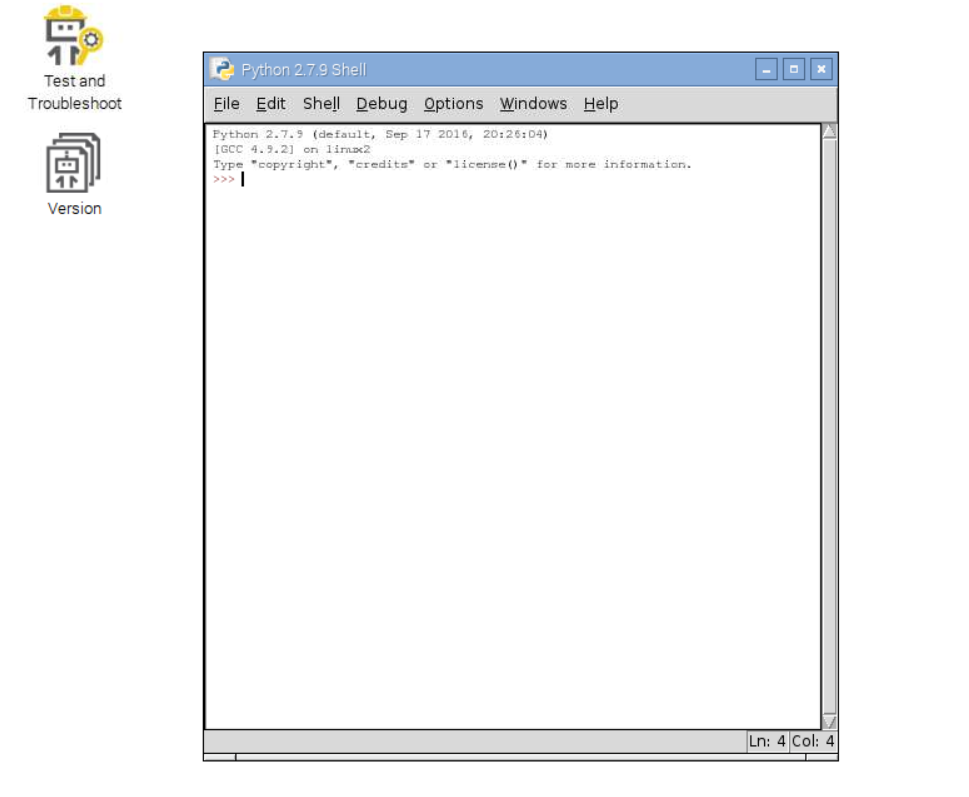 Test and
Troubleshoot
Version
Python 2.7.9 Shell
File Edit Shell Debug Options Windows Help
Python 2.7.9 (default, Sep 17 2016, 20:26:04)
[GCC 4.9.2] on linux2
Type "copyright", "credits" or "license()" for more information.
>>>
Ln: 4 Col: 4